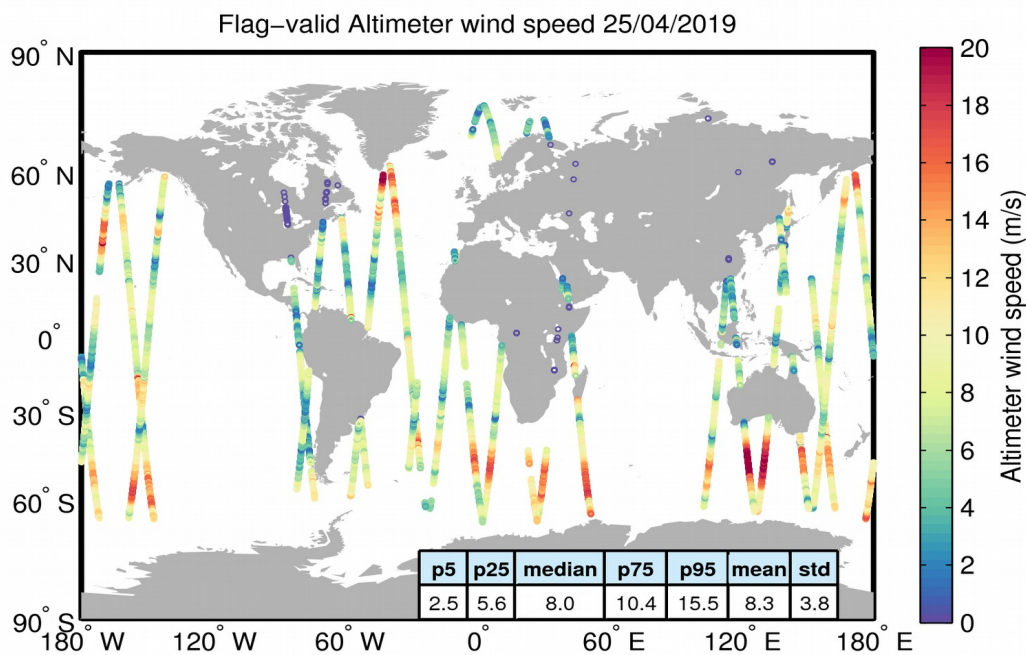 Flag-valid Altimeter wind speed 25/04/2019
90° N
60° N
30° N
0°
30° S
60° S
90° S
180° W
120° W
60° W
0°
60° E
120° E
180° E
p5 p25 median p75 p95 mean std
2.5 5.6 8.0 10.4 15.5 8.3 3.8
20
18
16
14
12
10
8
6
4
2
0
Altimeter wind speed (m/s)